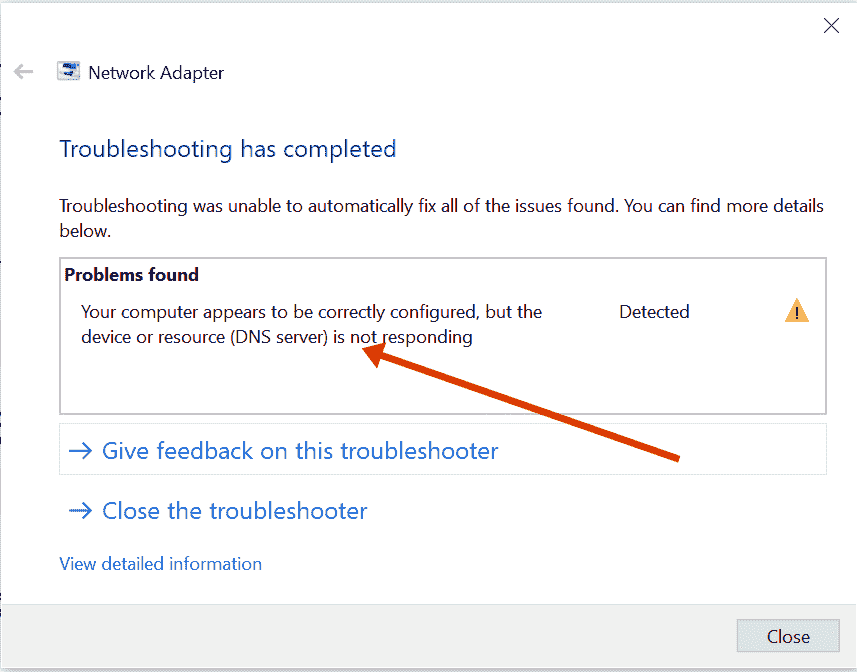 Network Adapter
Troubleshooting has completed
Troubleshooting was unable to automatically fix all of the issues found. You can find more details
below.
Problems found
Your computer appears to be correctly configured, but the
Detected
device or resource (DNS server) is not responding
Give feedback on this troubleshooter
Close the troubleshooter
View detailed information
Close